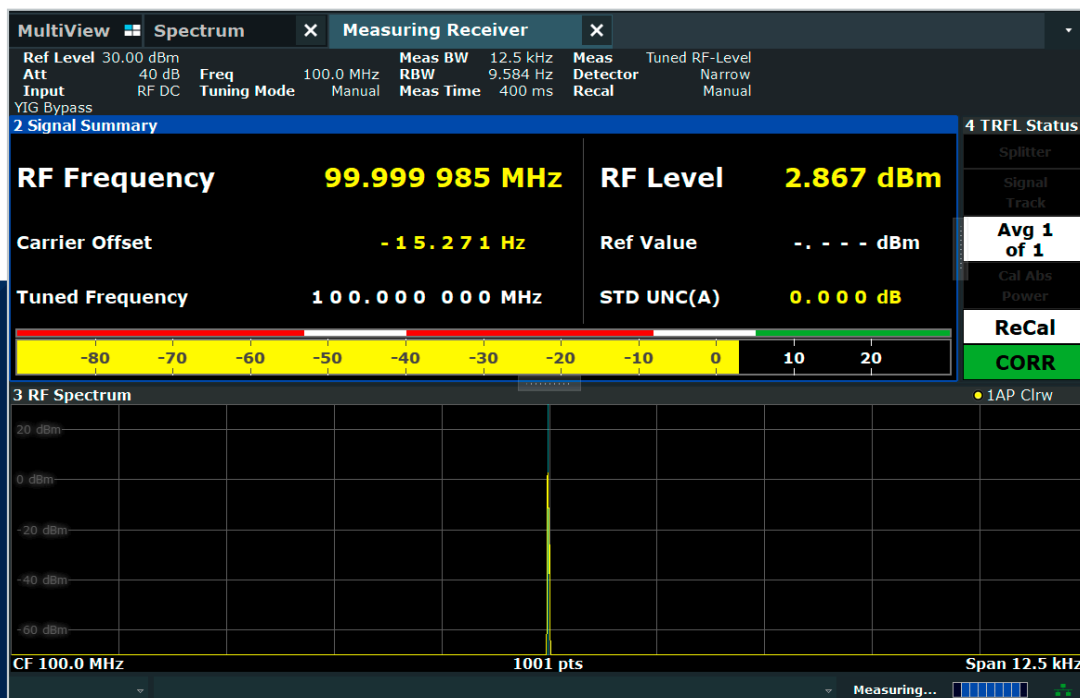 MultiView Spectrum X Measuring Receiver X
Ref Level 30.00 dBm Meas BW 12.5 kHz Meas Tuned RF-Level
Att 40 dB Freq 100.0 MHz RBW 9.584 Hz Detector Narrow
Input RF DC Tuning Mode Manual Meas Time 400 ms Recal Manual
YIG Bypass
2 Signal Summary
RF Frequency 99.999 985 MHz RF Level 2.867 dBm
Carrier Offset -15.271 Hz Ref Value -.--- dBm
Tuned Frequency 100.000 000 MHz STD UNC(A) 0.000 dB
-80 -70 -60 -50 -40 -30 -20 -10 0 10 20
4 TRFL Status
Splitter
Signal
Track
Avg 1
of 1
Cal Abs
Power
ReCal
CORR
3 RF Spectrum 1AP Clrw
20 dBm
0 dBm
-20 dBm
-40 dBm
-60 dBm
CF 100.0 MHz 1001 pts Span 12.5 kHz
Measuring...